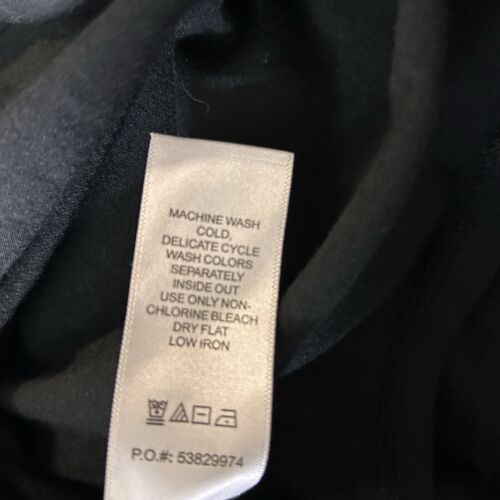 MACHINE WASH
COLD,
DELICATE CYCLE
WASH COLORS
SEPARATELY
INSIDE OUT
USE ONLY NON-
CHLORINE BLEACH
DRY FLAT
LOW IRON
P.O.#: 53829974